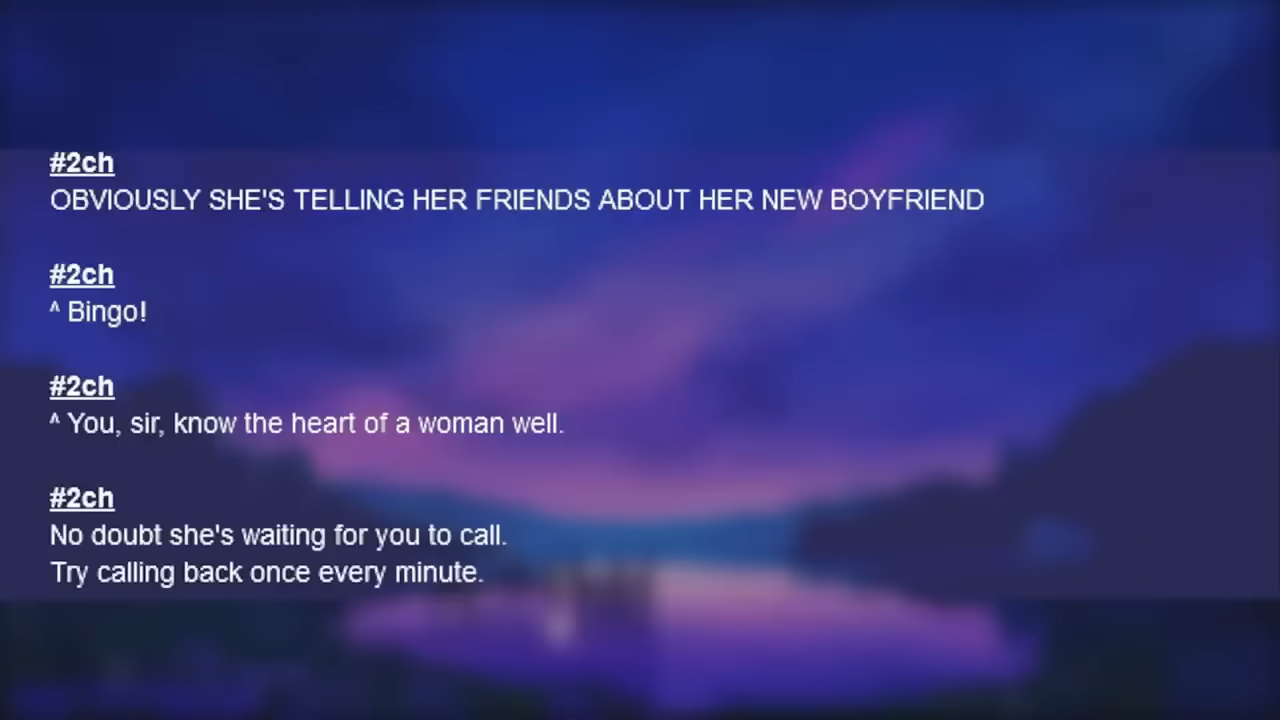 #2ch
OBVIOUSLY SHE'S TELLING HER FRIENDS ABOUT HER NEW BOYFRIEND
#2ch
^ Bingo!
#2ch
^ You, sir, know the heart of a woman well.
#2ch
No doubt she's waiting for you to call.
Try calling back once every minute.